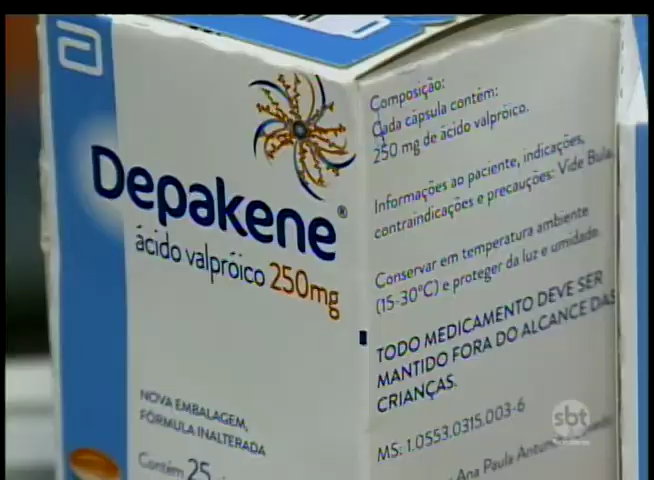 Depakene®
ácido valpróico 250mg
NOVA EMBALAGEM,
FÓRMULA INALTERADA
Contém 25
Composição:
Cada cápsula contém:
250 mg de ácido valpróico.
Informações ao paciente, indicações,
contraindicações e precauções: Vide Bula.
Conservar em temperatura ambiente
(15-30°C) e proteger da luz e umidade.
TODO MEDICAMENTO DEVE SER
MANTIDO FORA DO ALCANCE DAS
CRIANÇAS.
MS: 1.0553.0315.003-6
Ana Paula Antunes
sbt